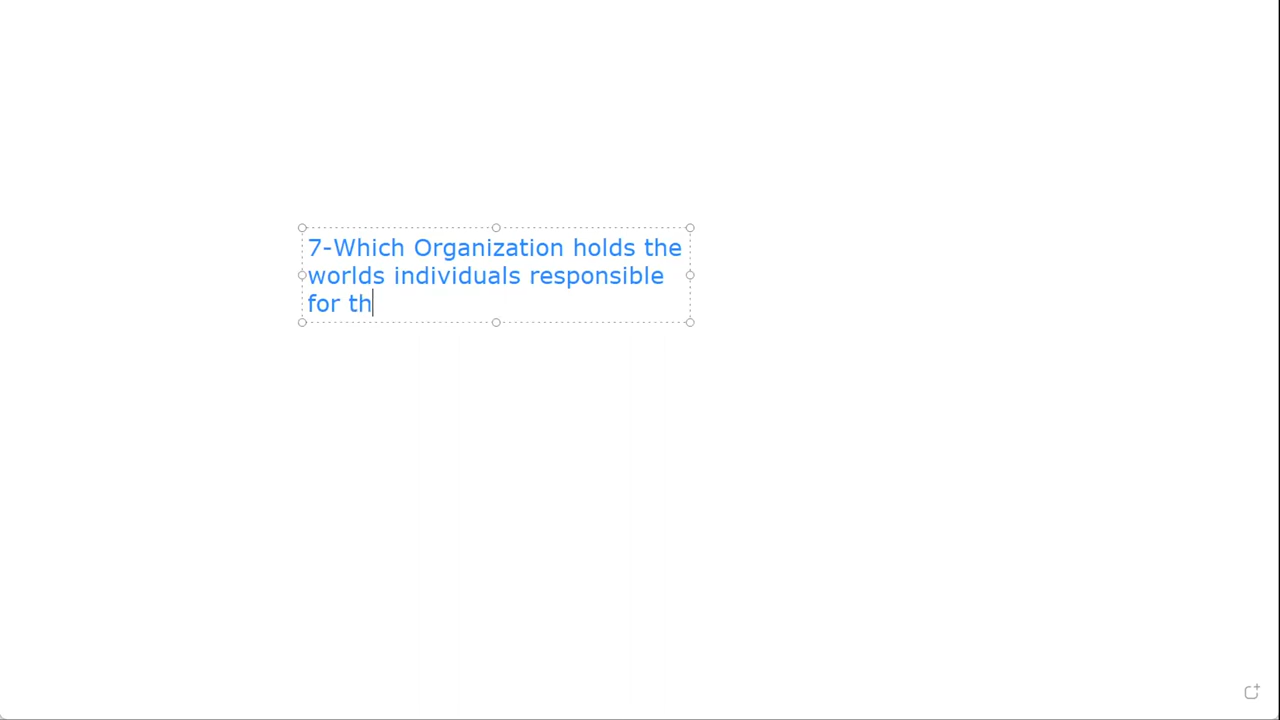 7-Which Organization holds the
worlds individuals responsible
for th